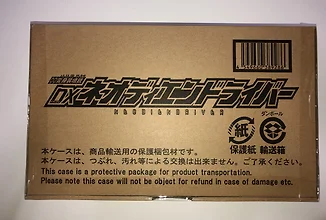 DXネオディエンドライバー
NEODIENDRIVER
紙
保護紙
ダンボール
輸送箱
本ケースは、商品輸送用の保護梱包材です。
本ケースは、つぶれ、汚れ等による交換は出来ません。ご了承ください。
This case is a protective package for product transportation.
Please note this case will not be object for refund in case of damage etc.